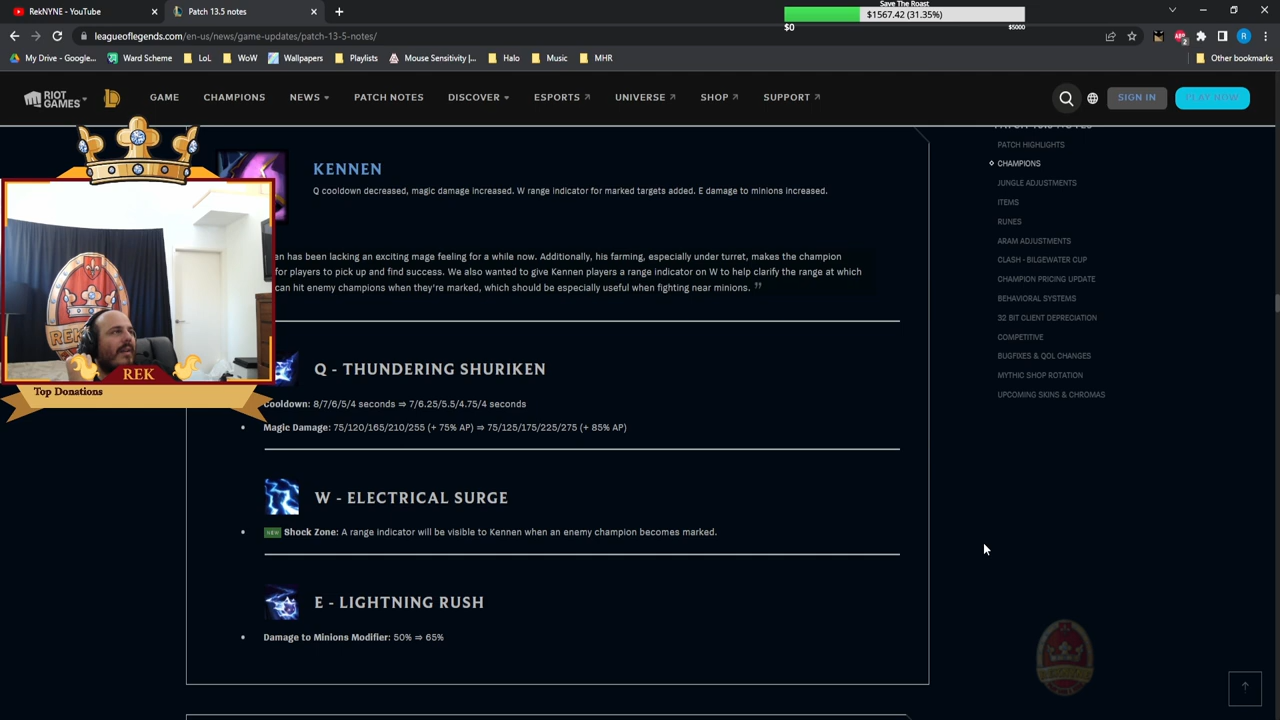 RekNYNE - YouTube
Patch 13.5 notes
Save The Roast
$1567.42 (31.35%)
$0
$5000
leagueoflegends.com/en-us/news/game-updates/patch-13-5-notes/
ABP
2
R
My Drive - Google...
Ward Scheme
LoL
WoW
Wallpapers
Playlists
Mouse Sensitivity |...
Halo
Music
MHR
Other bookmarks
RIOT GAMES
GAME
CHAMPIONS
NEWS
PATCH NOTES
DISCOVER
ESPORTS
UNIVERSE
SHOP
SUPPORT
SIGN IN
PLAY NOW
KENNEN
Q cooldown decreased, magic damage increased. W range indicator for marked targets added. E damage to minions increased.
en has been lacking an exciting mage feeling for a while now. Additionally, his farming, especially under turret, makes the champion
for players to pick up and find success. We also wanted to give Kennen players a range indicator on W to help clarify the range at which
can hit enemy champions when they're marked, which should be especially useful when fighting near minions. ”
Q - THUNDERING SHURIKEN
Cooldown: 8/7/6/5/4 seconds ⇒ 7/6.25/5.5/4.75/4 seconds
• Magic Damage: 75/120/165/210/255 (+ 75% AP) ⇒ 75/125/175/225/275 (+ 85% AP)
W - ELECTRICAL SURGE
• NEW Shock Zone: A range indicator will be visible to Kennen when an enemy champion becomes marked.
E - LIGHTNING RUSH
• Damage to Minions Modifier: 50% ⇒ 65%
PATCH 13.5 NOTES
PATCH HIGHLIGHTS
CHAMPIONS
JUNGLE ADJUSTMENTS
ITEMS
RUNES
ARAM ADJUSTMENTS
CLASH - BILGEWATER CUP
CHAMPION PRICING UPDATE
BEHAVIORAL SYSTEMS
32 BIT CLIENT DEPRECIATION
COMPETITIVE
BUGFIXES & QOL CHANGES
MYTHIC SHOP ROTATION
UPCOMING SKINS & CHROMAS
REK
Top Donations